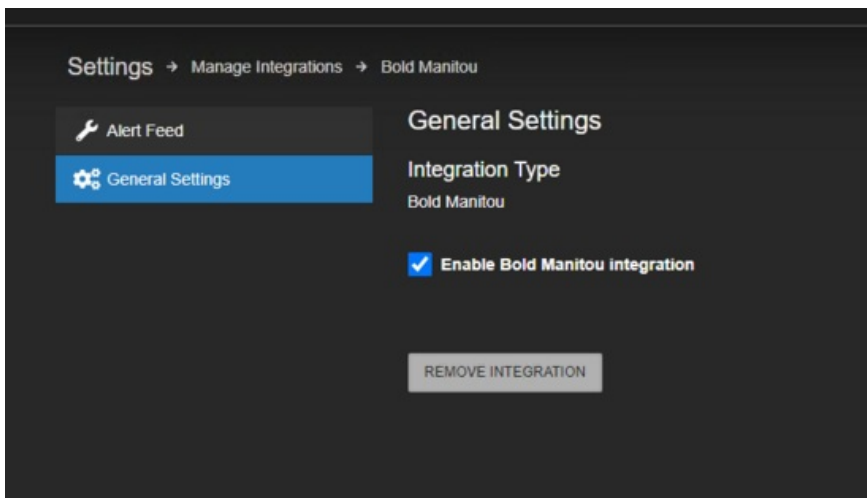 Settings → Manage Integrations → Bold Manitou
Alert Feed
General Settings
General Settings
Integration Type
Bold Manitou
Enable Bold Manitou integration
REMOVE INTEGRATION